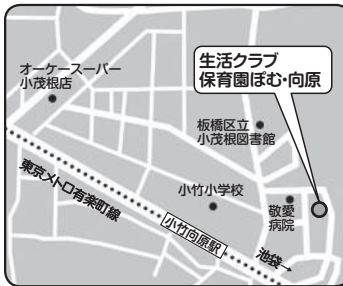 生活クラブ
保育園ぽむ・向原
オーケースーパー
小茂根店
板橋区立
小茂根図書館
東京メトロ有楽町線
小竹小学校
敬愛
病院
小竹向原駅
池袋